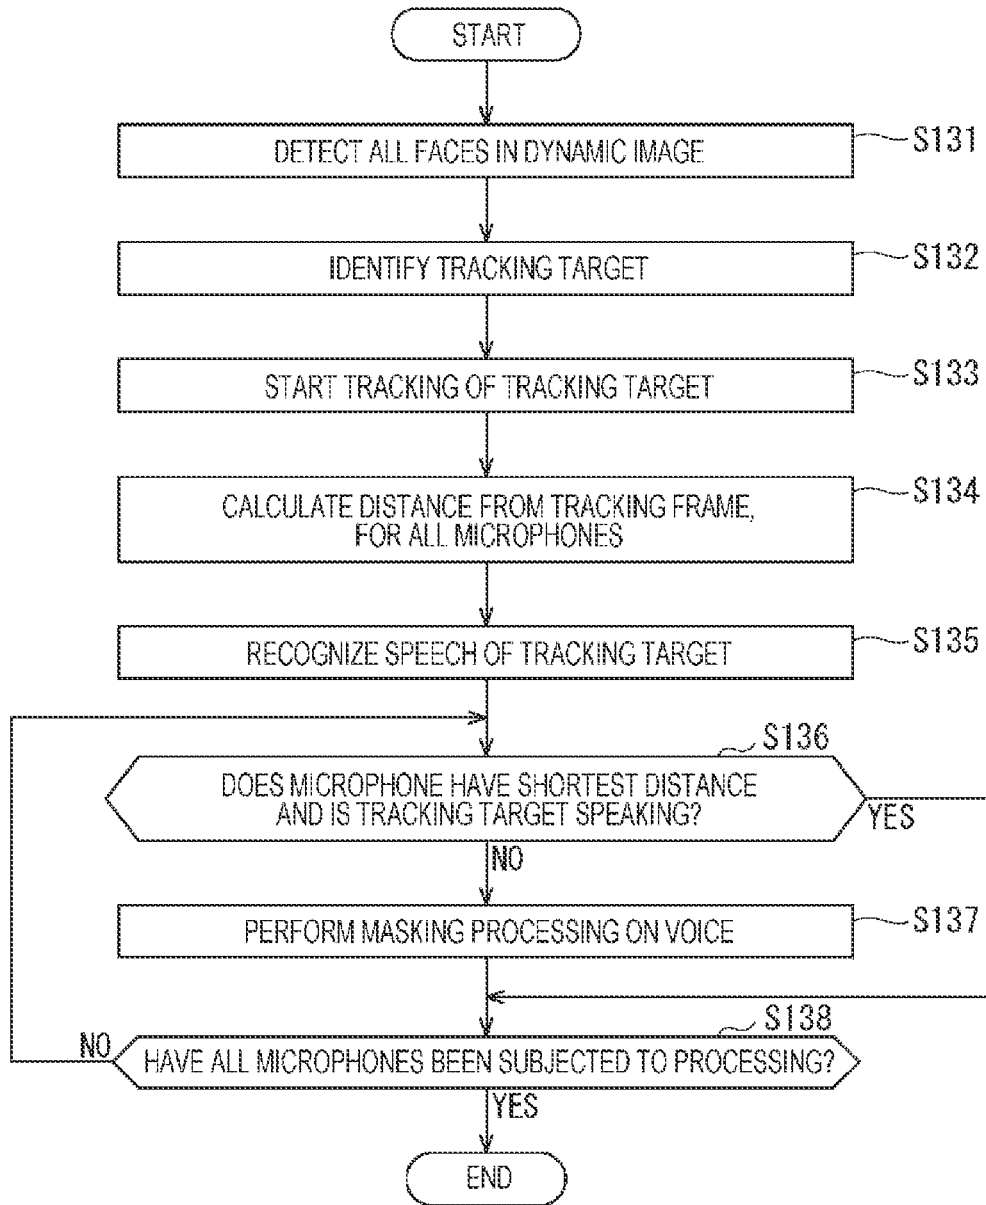 START
DETECT ALL FACES IN DYNAMIC IMAGE
S131
IDENTIFY TRACKING TARGET
S132
START TRACKING OF TRACKING TARGET
S133
CALCULATE DISTANCE FROM TRACKING FRAME,
FOR ALL MICROPHONES
S134
RECOGNIZE SPEECH OF TRACKING TARGET
S135
S136
DOES MICROPHONE HAVE SHORTEST DISTANCE
AND IS TRACKING TARGET SPEAKING?
YES
NO
PERFORM MASKING PROCESSING ON VOICE
S137
S138
NO
HAVE ALL MICROPHONES BEEN SUBJECTED TO PROCESSING?
YES
END